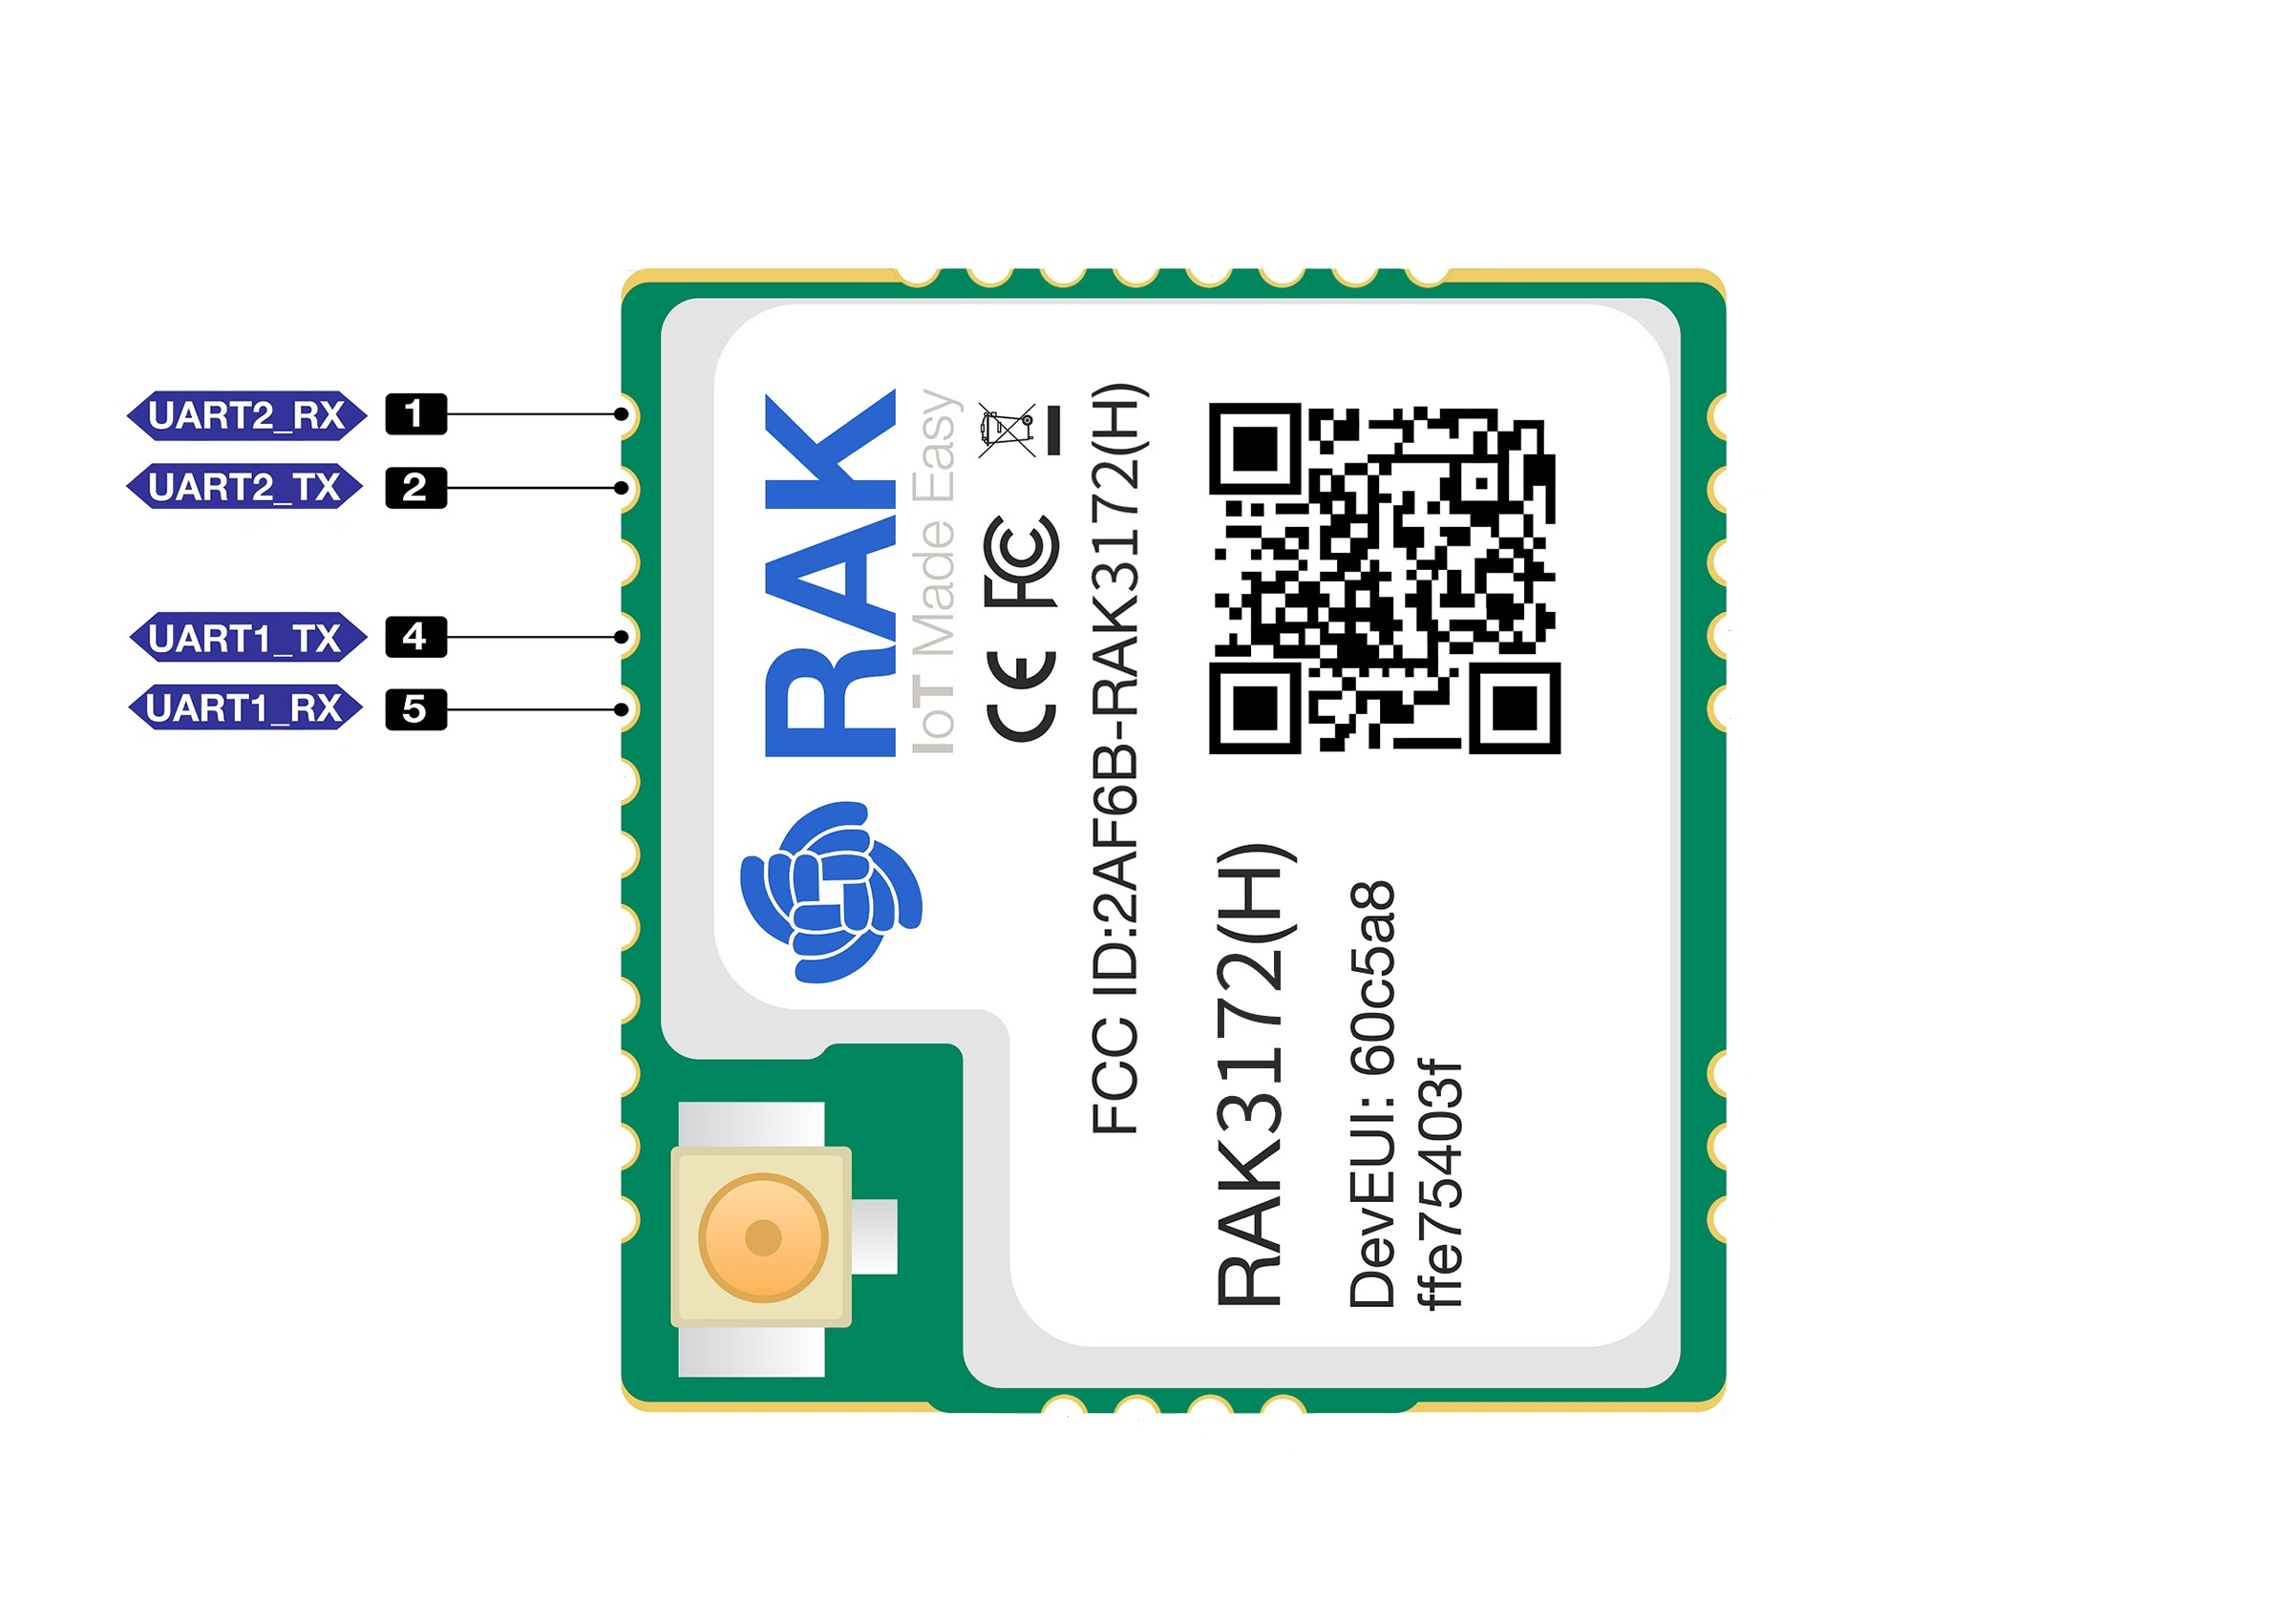 UART2_RX 1
UART2_TX 2
UART1_TX 4
UART1_RX 5
RAK
IoT Made Easy
CE FC
FCC ID:2AF6B-RAK3172(H)
RAK3172(H)
DevEUI: 60c5a8
ffe75403f